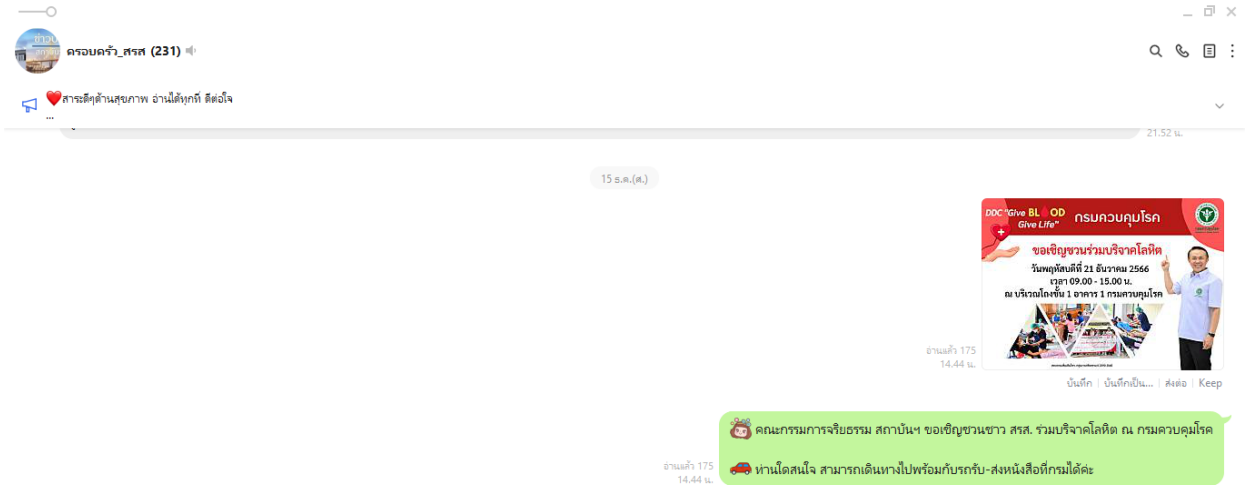 ครอบครัว_สรส (231)
❤️สาระดีๆด้านสุขภาพ อ่านได้ทุกที่ ดีต่อใจ
...
21.52 น.
15 ธ.ค.(ศ.)
DDC "Give BLOOD
Give Life"
กรมควบคุมโรค
ขอเชิญชวนร่วมบริจาคโลหิต
วันพฤหัสบดีที่ 21 ธันวาคม 2566
เวลา 09.00 - 15.00 น.
ณ บริเวณโถงชั้น 1 อาคาร 1 กรมควบคุมโรค
อ่านแล้ว 175
14.44 น.
บันทึก | บันทึกเป็น... | ส่งต่อ | Keep
คณะกรรมการจริยธรรม สถาบันฯ ขอเชิญชวนชาว สรส. ร่วมบริจาคโลหิต ณ กรมควบคุมโรค
🚗 ท่านใดสนใจ สามารถเดินทางไปพร้อมกับรถรับ-ส่งหนังสือที่กรมได้ค่ะ
อ่านแล้ว 175
14.44 น.